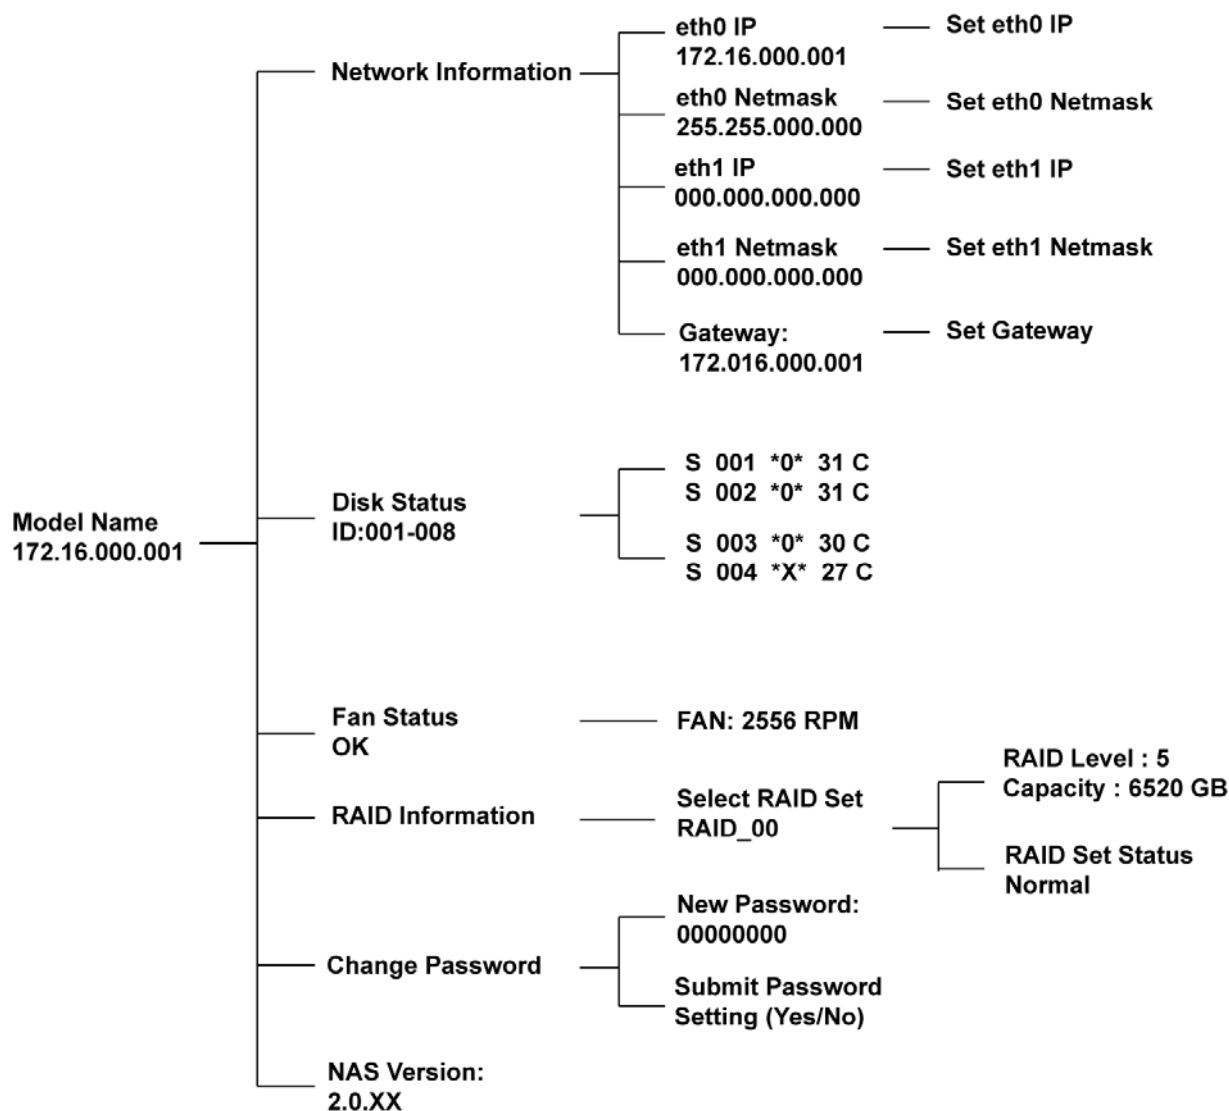 Model Name
172.16.000.001
Network Information
eth0 IP
172.16.000.001
Set eth0 IP
eth0 Netmask
255.255.000.000
Set eth0 Netmask
eth1 IP
000.000.000.000
Set eth1 IP
eth1 Netmask
000.000.000.000
Set eth1 Netmask
Gateway:
172.016.000.001
Set Gateway
Disk Status
ID:001-008
S 001 *0* 31 C
S 002 *0* 31 C
S 003 *0* 30 C
S 004 *X* 27 C
Fan Status
OK
FAN: 2556 RPM
RAID Information
Select RAID Set
RAID_00
RAID Level : 5
Capacity : 6520 GB
RAID Set Status
Normal
Change Password
New Password:
00000000
Submit Password
Setting (Yes/No)
NAS Version:
2.0.XX